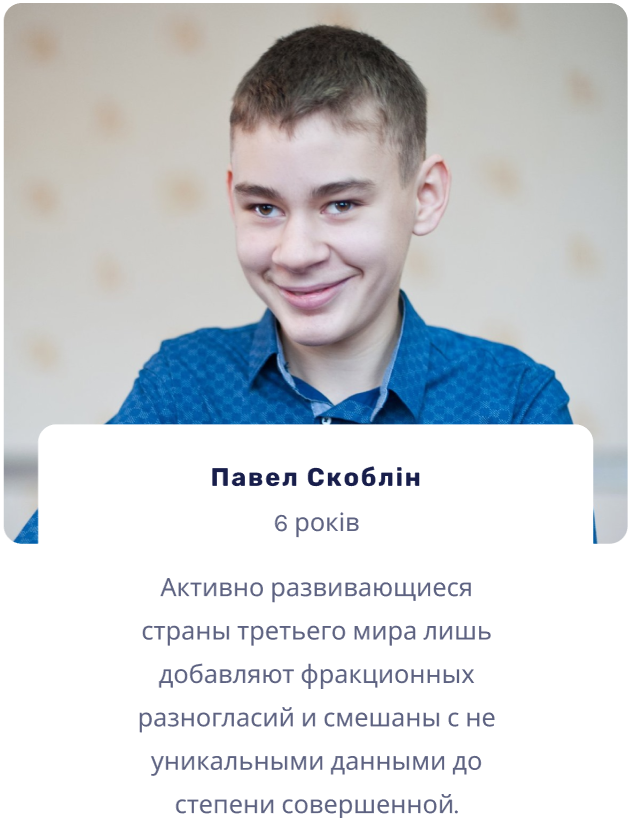 Павел Скоблін
6 років
Активно развивающиеся
страны третьего мира лишь
добавляют фракционных
разногласий и смешаны с не
уникальными данными до
степени совершенной.